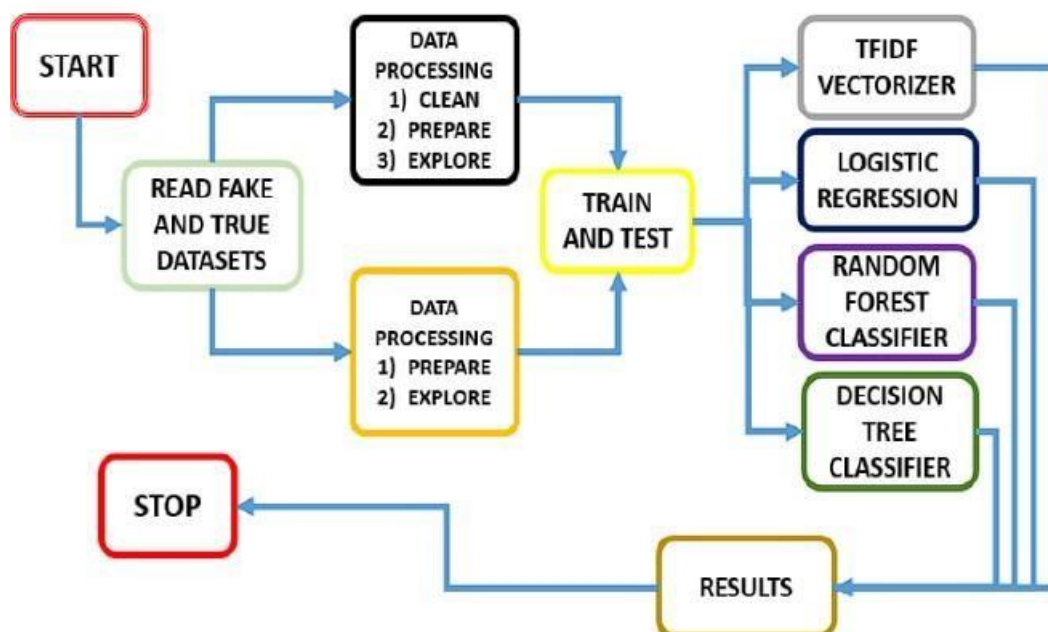 START
READ FAKE
AND TRUE
DATASETS
DATA
PROCESSING
1) CLEAN
2) PREPARE
3) EXPLORE
DATA
PROCESSING
1) PREPARE
2) EXPLORE
TRAIN
AND TEST
TFIDF
VECTORIZER
LOGISTIC
REGRESSION
RANDOM
FOREST
CLASSIFIER
DECISION
TREE
CLASSIFIER
RESULTS
STOP